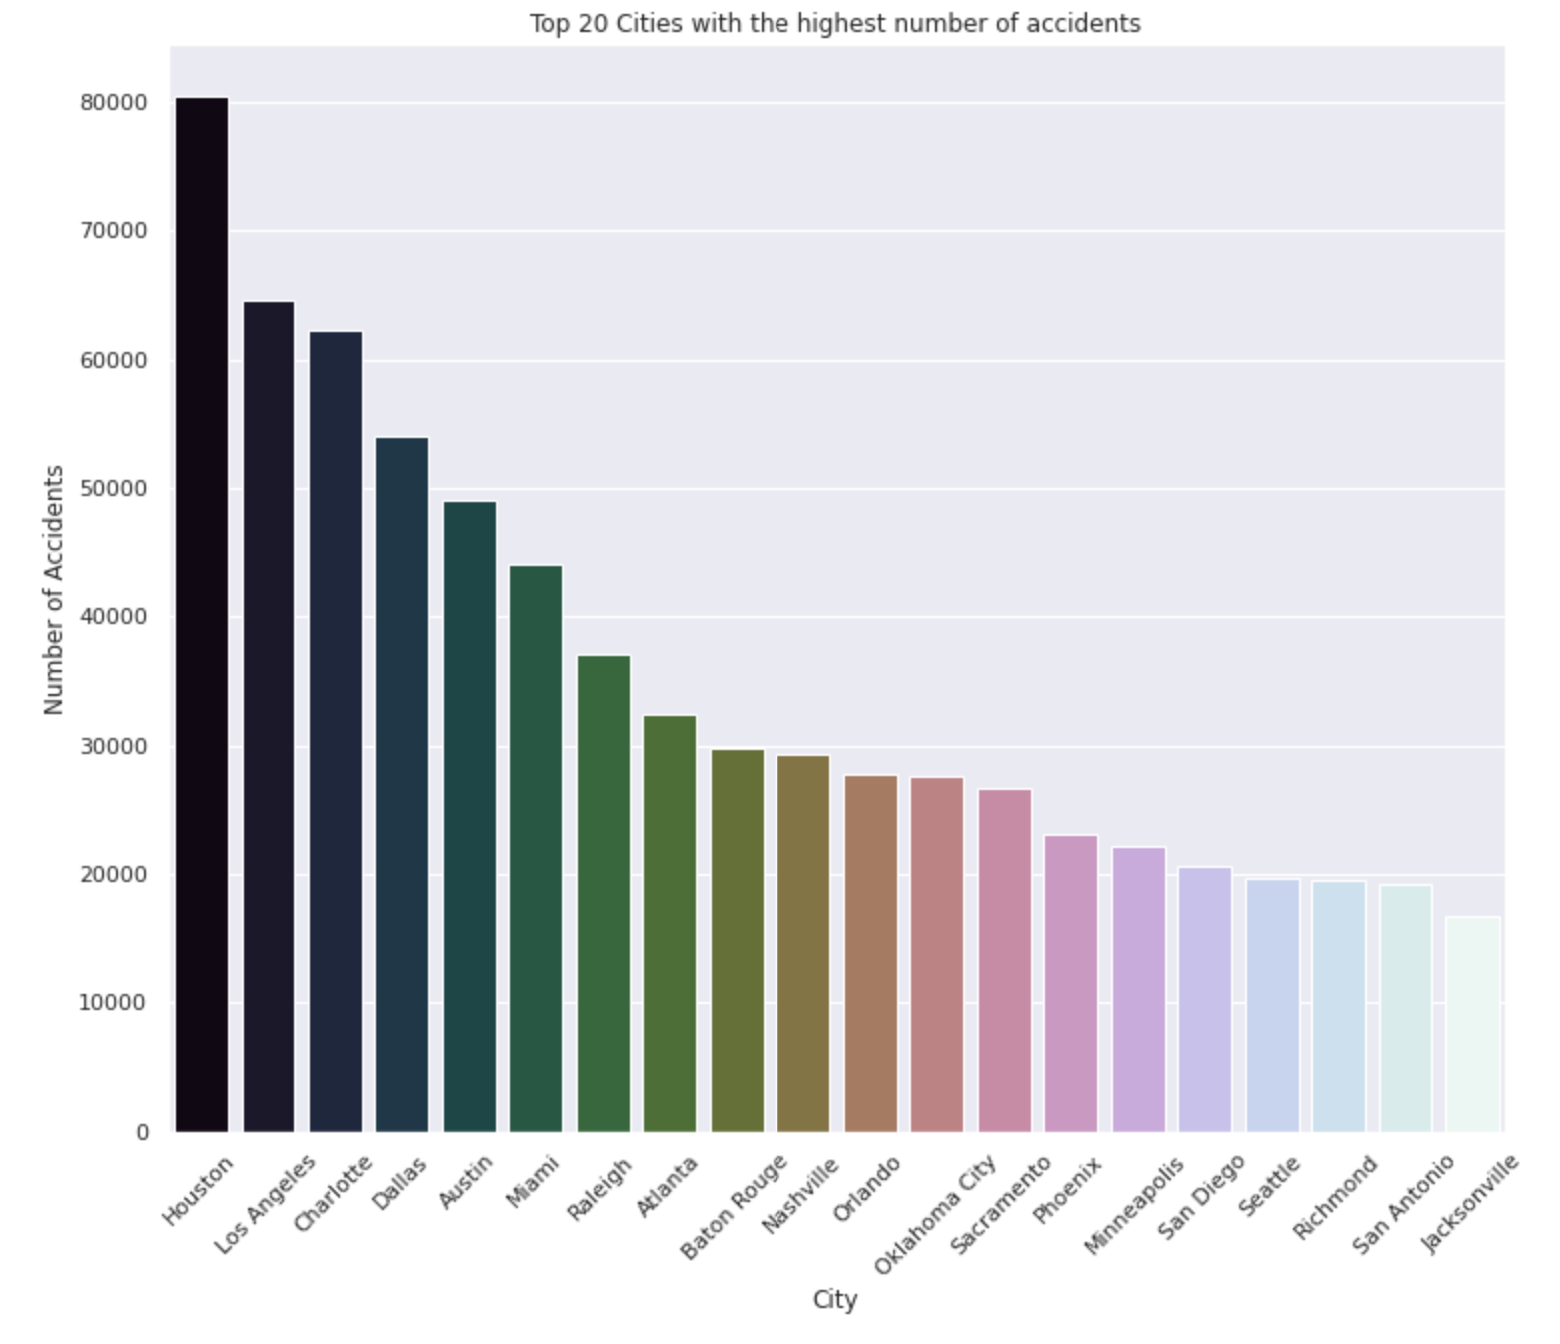 Top 20 Cities with the highest number of accidents
80000
70000
60000
50000
40000
30000
20000
10000
0
Number of Accidents
Houston
Los Angeles
Charlotte
Dallas
Austin
Miami
Raleigh
Atlanta
Baton Rouge
Nashville
Orlando
Oklahoma City
Sacramento
Phoenix
Minneapolis
San Diego
Seattle
Richmond
San Antonio
Jacksonville
City